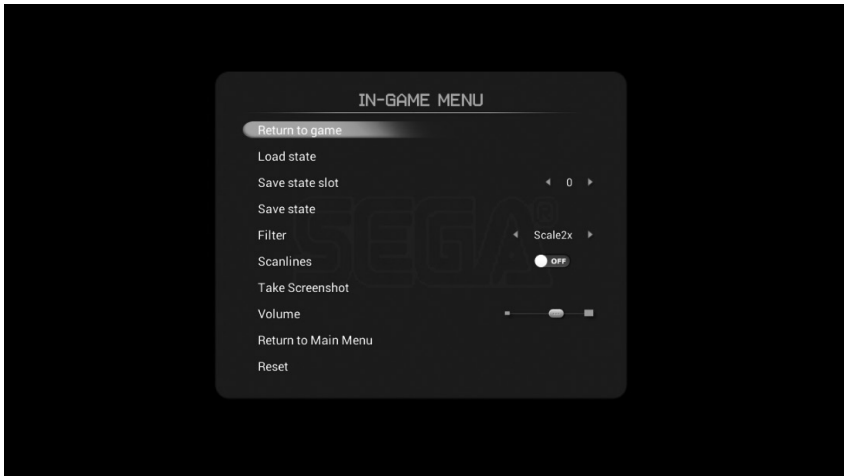 IN-GAME MENU
Return to game
Load state
Save state slot 0
Save state
SEGA®
Filter Scale2x
Scanlines OFF
Take Screenshot
Volume
Return to Main Menu
Reset